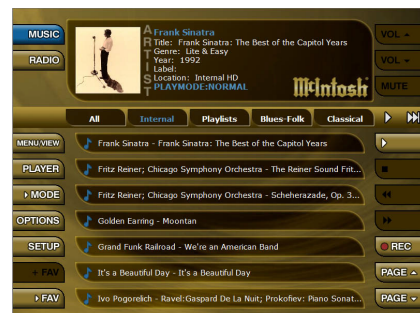 MUSIC
RADIO
ARTIST
Frank Sinatra
Title: Frank Sinatra: The Best of the Capitol Years
Genre: Lite & Easy
Year: 1992
Label:
Location: Internal HD
PLAYMODE:NORMAL
McIntosh
VOL
VOL
MUTE
All Internal Playlists Blues-Folk Classical
MENU/VIEW
Frank Sinatra - Frank Sinatra: The Best of the Capitol Years
PLAYER
Fritz Reiner; Chicago Symphony Orchestra - The Reiner Sound Frit...
MODE
Fritz Reiner; Chicago Symphony Orchestra - Scheherazade, Op. 3...
OPTIONS
Golden Earring - Moontan
SETUP
Grand Funk Railroad - We're an American Band
REC
+ FAV
It's a Beautiful Day - It's a Beautiful Day
PAGE
FAV
Ivo Pogorelich - Ravel:Gaspard De La Nuit; Prokofiev: Piano Sonat...
PAGE